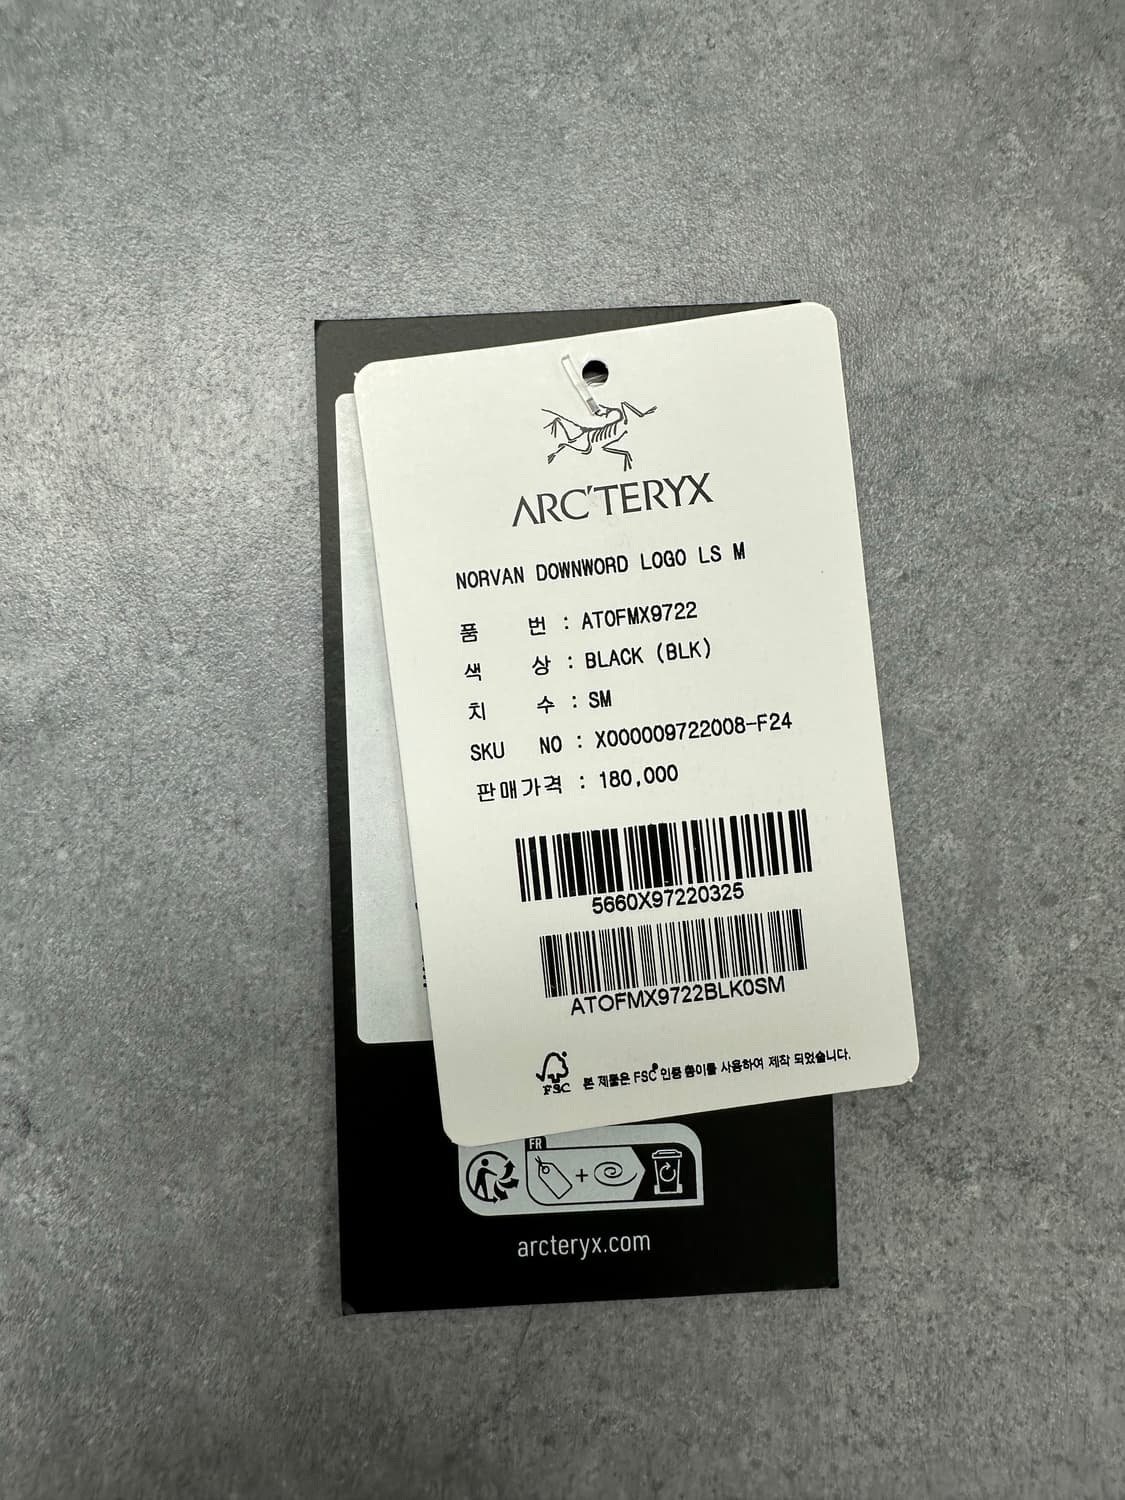 ARC'TERYX
NORVAN DOWNWORD LOGO LS M
품 번 : ATOFMX9722
색 상 : BLACK (BLK)
치 수 : SM
SKU NO : X000009722008-F24
판매가격 : 180,000
5660X97220325
ATOFMX9722BLK0SM
FSC 본 제품은 FSC® 인증 종이를 사용하여 제작 되었습니다.
FR
arcteryx.com